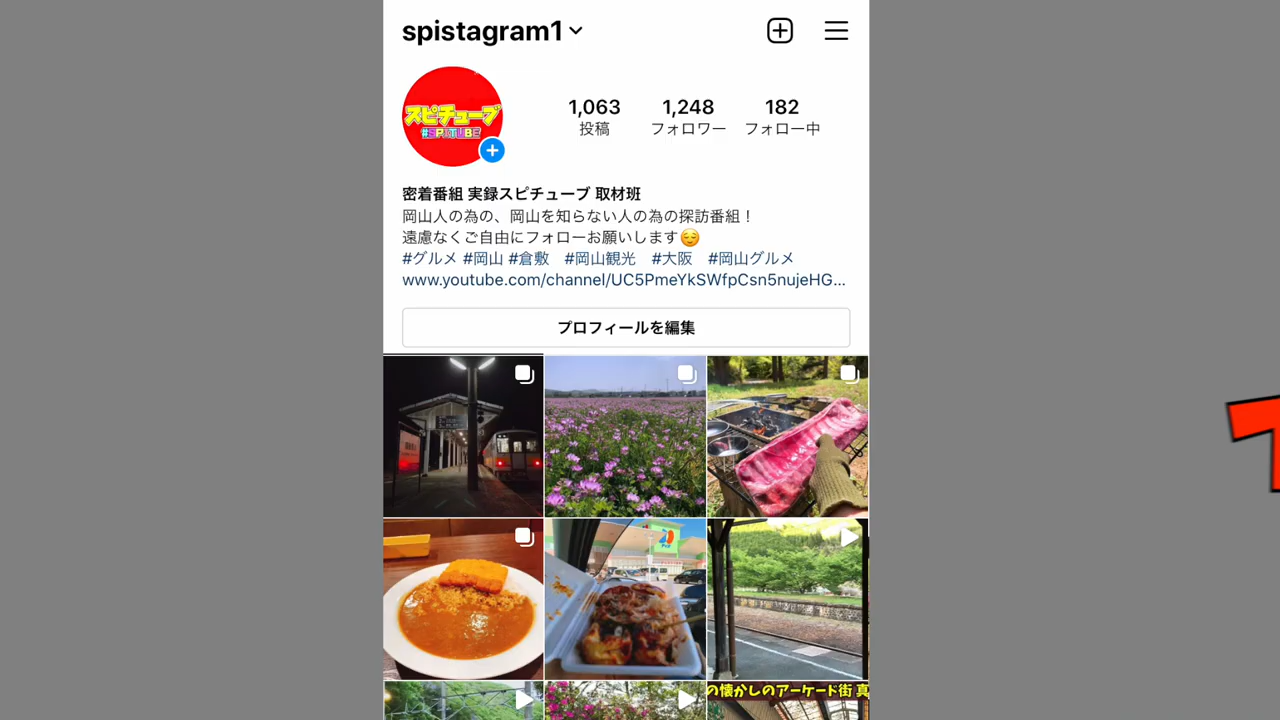 spistagram1
スピチューブ
#SPITUBE
1,063 1,248 182
投稿 フォロワー フォロー中
密着番組 実録スピチューブ 取材班
岡山人の為の、岡山を知らない人の為の探訪番組！
遠慮なくご自由にフォローお願いします😌
#グルメ #岡山 #倉敷 #岡山観光 #大阪 #岡山グルメ
www.youtube.com/channel/UC5PmeYkSWfpCsn5nujeHG...
プロフィールを編集
の懐かしのアーケード街 真